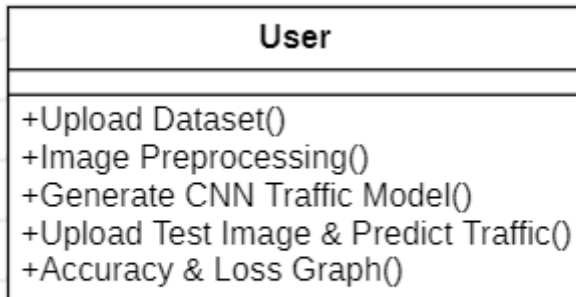 User
+Upload Dataset()
+Image Preprocessing()
+Generate CNN Traffic Model()
+Upload Test Image & Predict Traffic()
+Accuracy & Loss Graph()